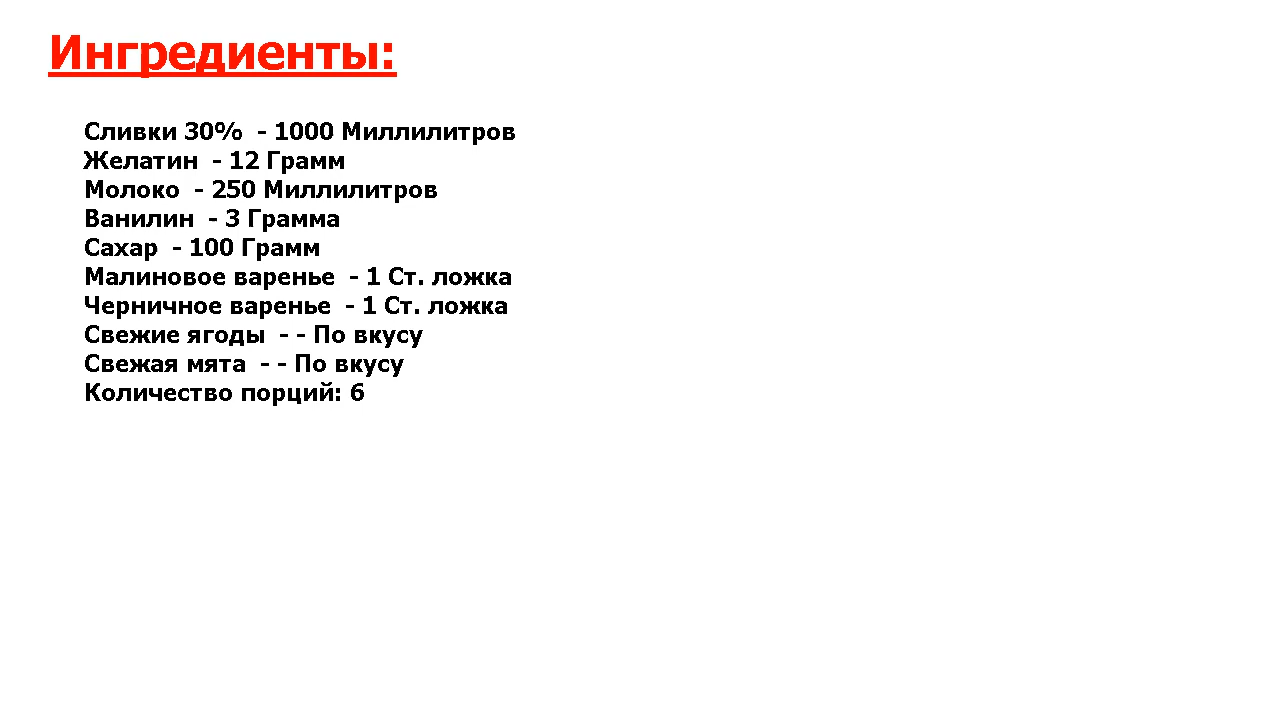 Ингредиенты:
Сливки 30%  - 1000 Миллилитров
Желатин  - 12 Грамм
Молоко  - 250 Миллилитров
Ванилин  - 3 Грамма
Сахар  - 100 Грамм
Малиновое варенье  - 1 Ст. ложка
Черничное варенье  - 1 Ст. ложка
Свежие ягоды  - - По вкусу
Свежая мята  - - По вкусу
Количество порций: 6